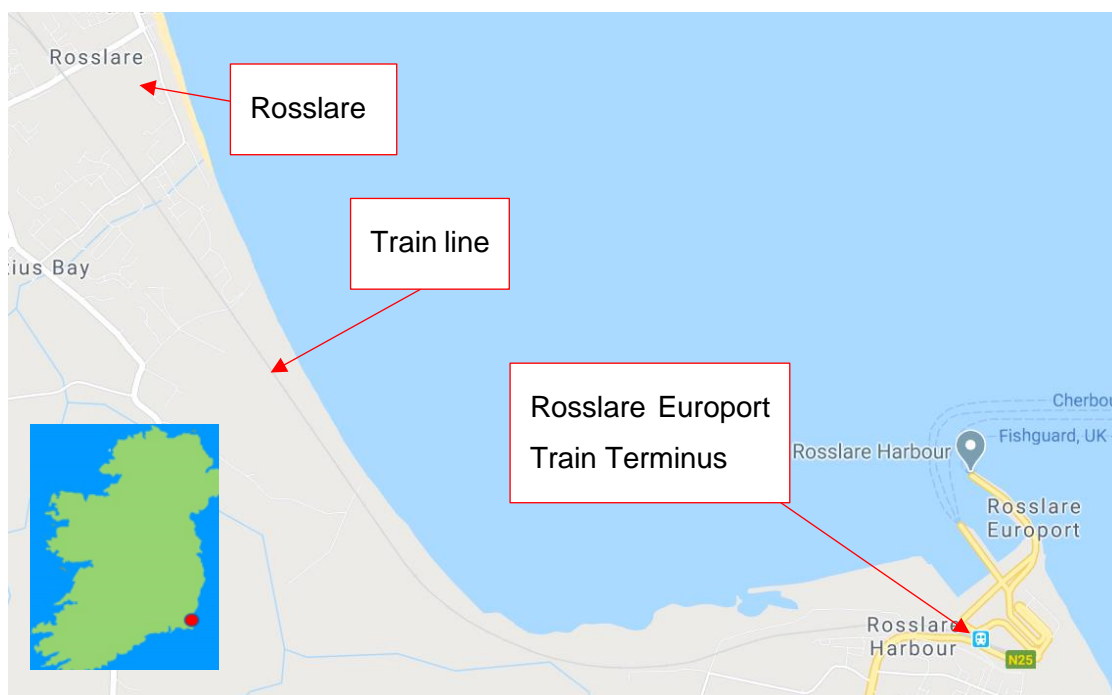 Rosslare
Rosslare
Train line
tius Bay
Rosslare Europort
Train Terminus
Cherbou
Fishguard, UK
Rosslare Harbour
Rosslare
Europort
Rosslare
Harbour
N25